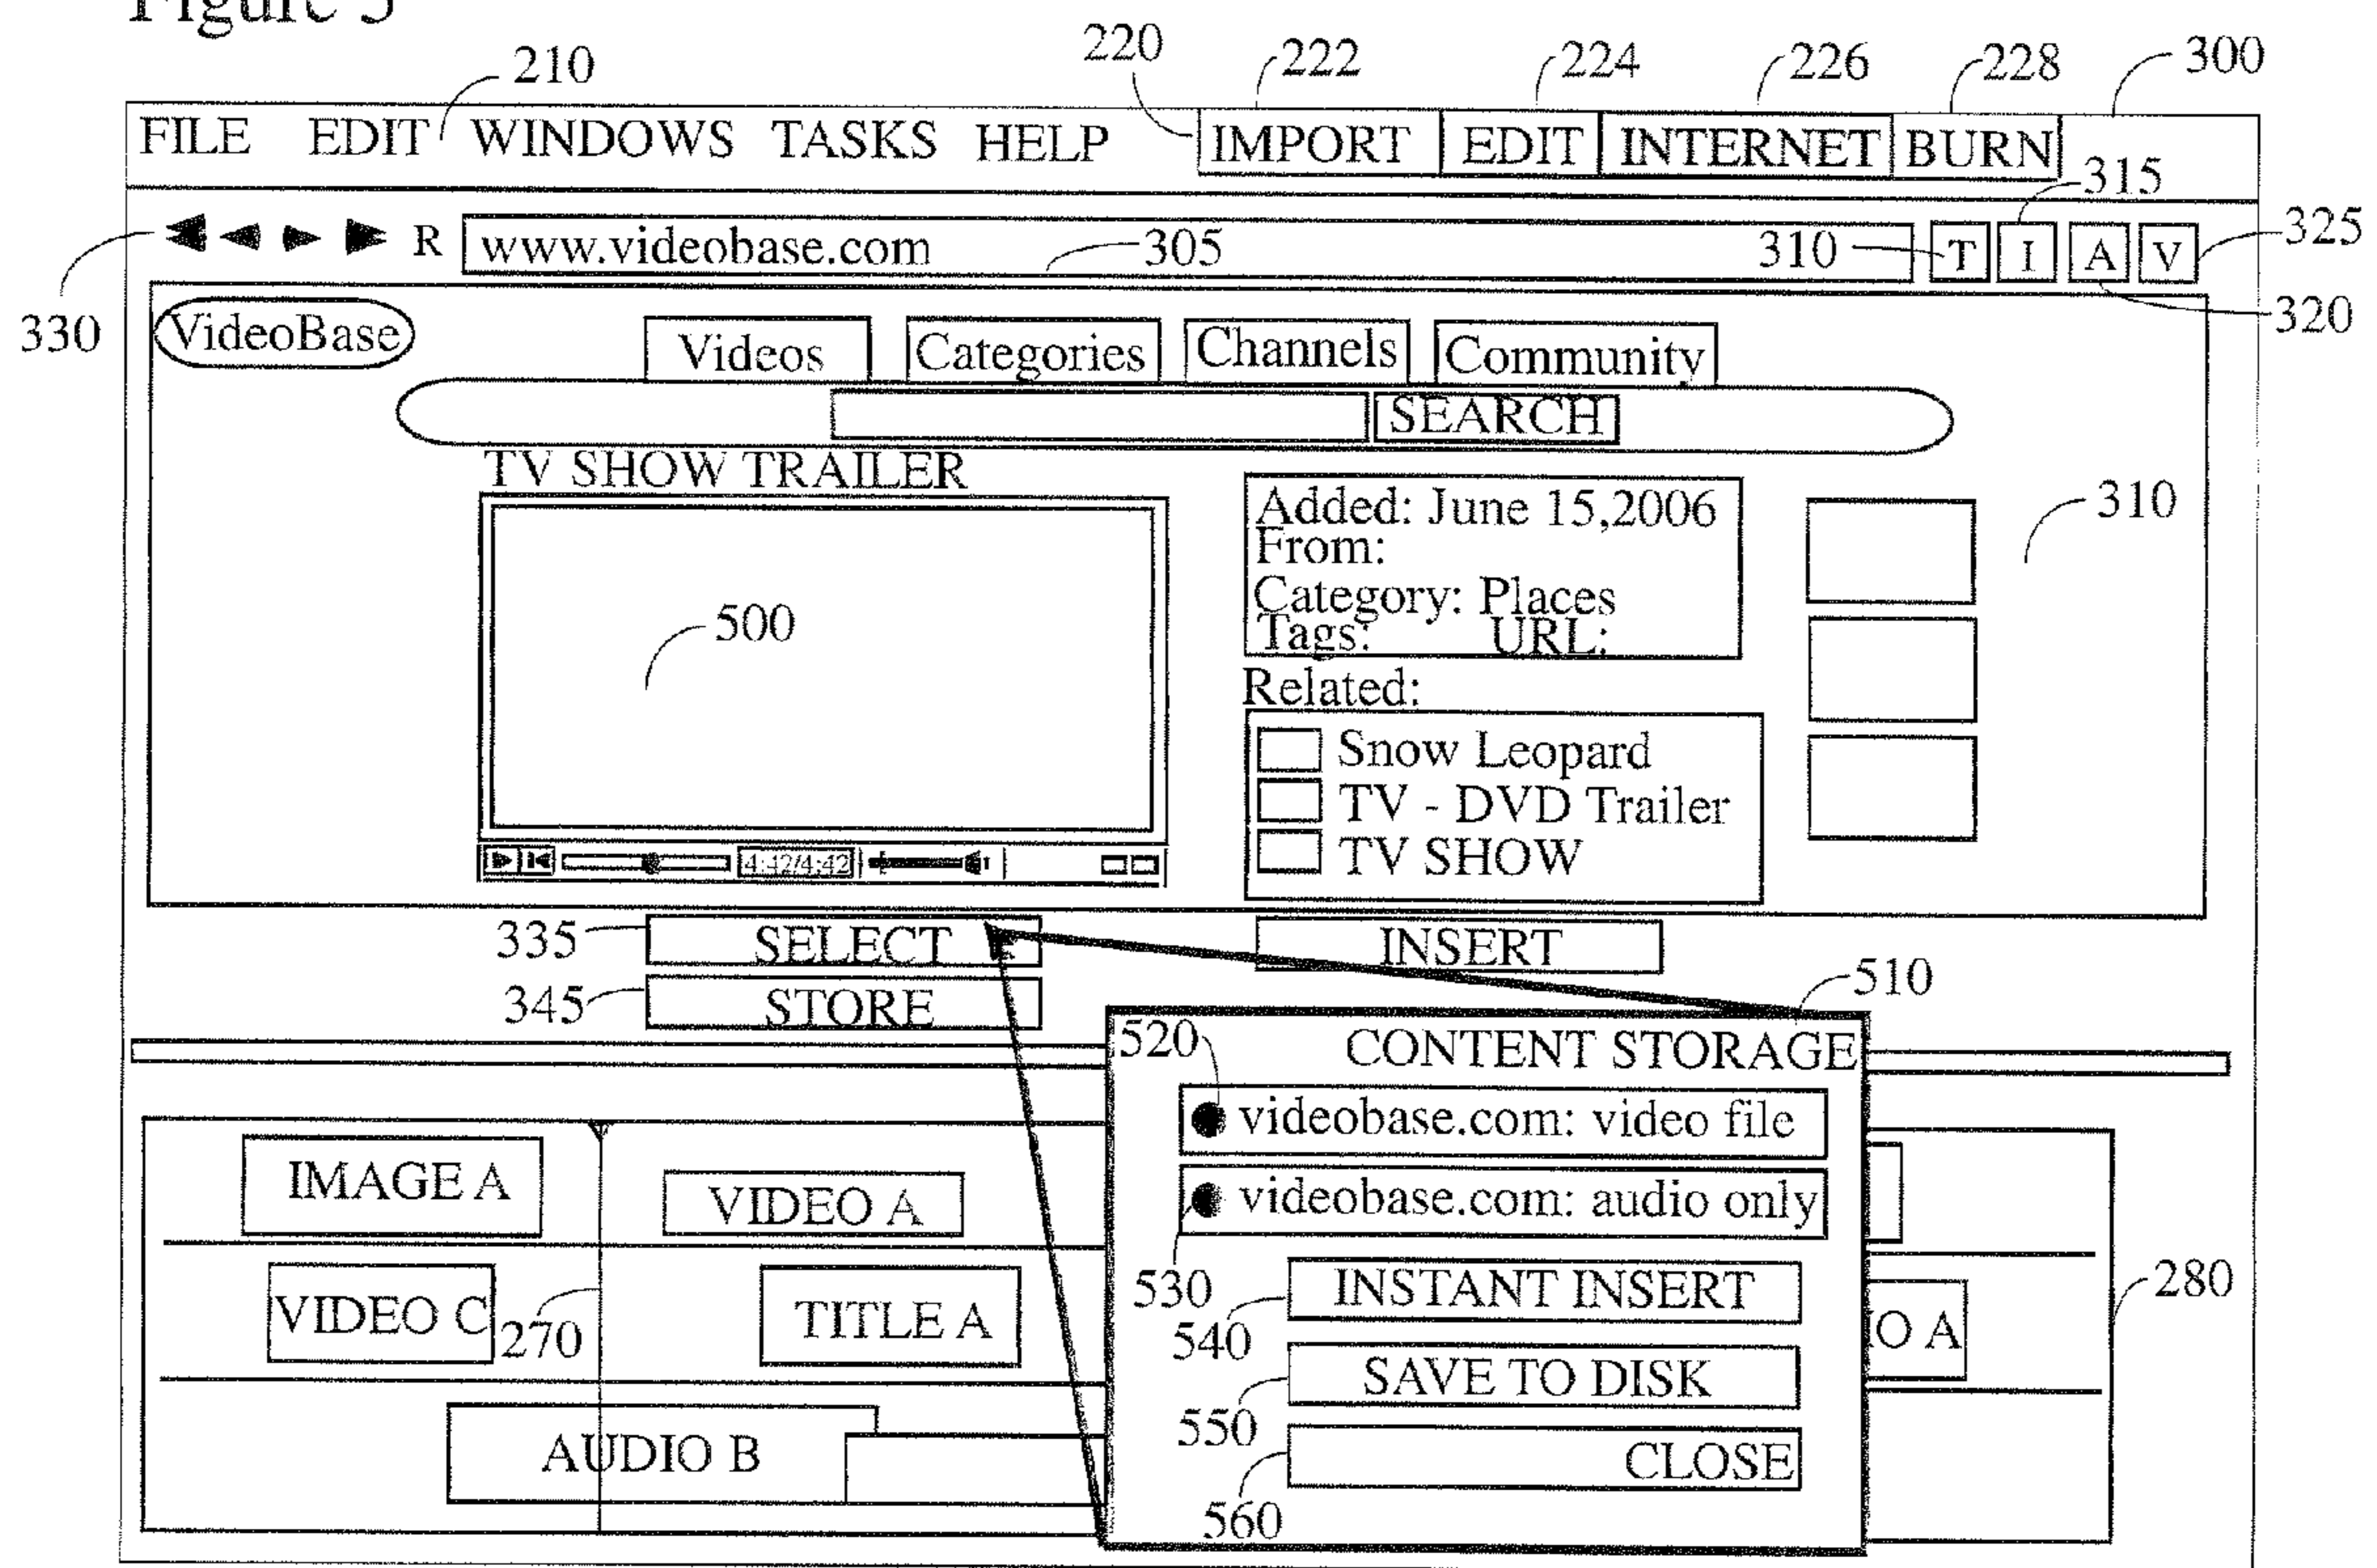 Figure 5
210 220 222 224 226 228 300
FILE EDIT WINDOWS TASKS HELP IMPORT EDIT INTERNET BURN
315
330 R www.videobase.com 305 310 T I A V 325
320
VideoBase Videos Categories Channels Community
SEARCH
TV SHOW TRAILER
Added: June 15,2006
From:
Category: Places
Tags: URL:
310
500
Related:
Snow Leopard
TV - DVD Trailer
TV SHOW
4:42/4:42
335 SELECT INSERT
345 STORE
510
520 CONTENT STORAGE
videobase.com: video file
videobase.com: audio only
530 INSTANT INSERT
540
SAVE TO DISK
550
CLOSE
560
IMAGE A VIDEO A
VIDEO C 270 TITLE A O A 280
AUDIO B